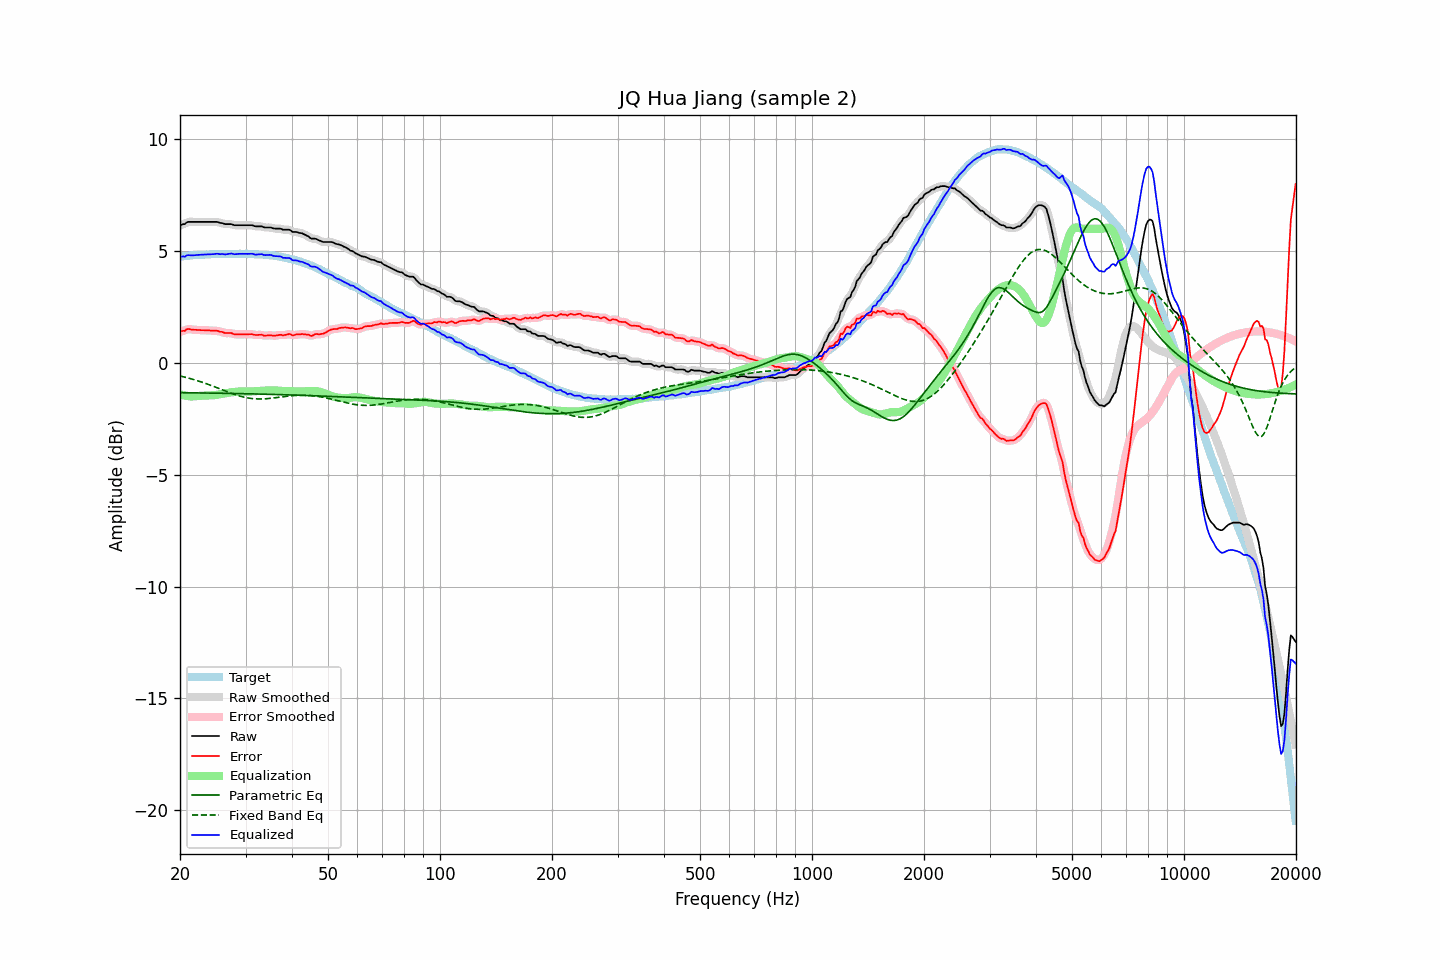 JQ Hua Jiang (sample 2)
Amplitude (dBr)
10
5
0
−5
−10
−15
−20
Target
Raw Smoothed
Error Smoothed
Raw
Error
Equalization
Parametric Eq
Fixed Band Eq
Equalized
20 50 100 200 500 1000 2000 5000 10000 20000
Frequency (Hz)